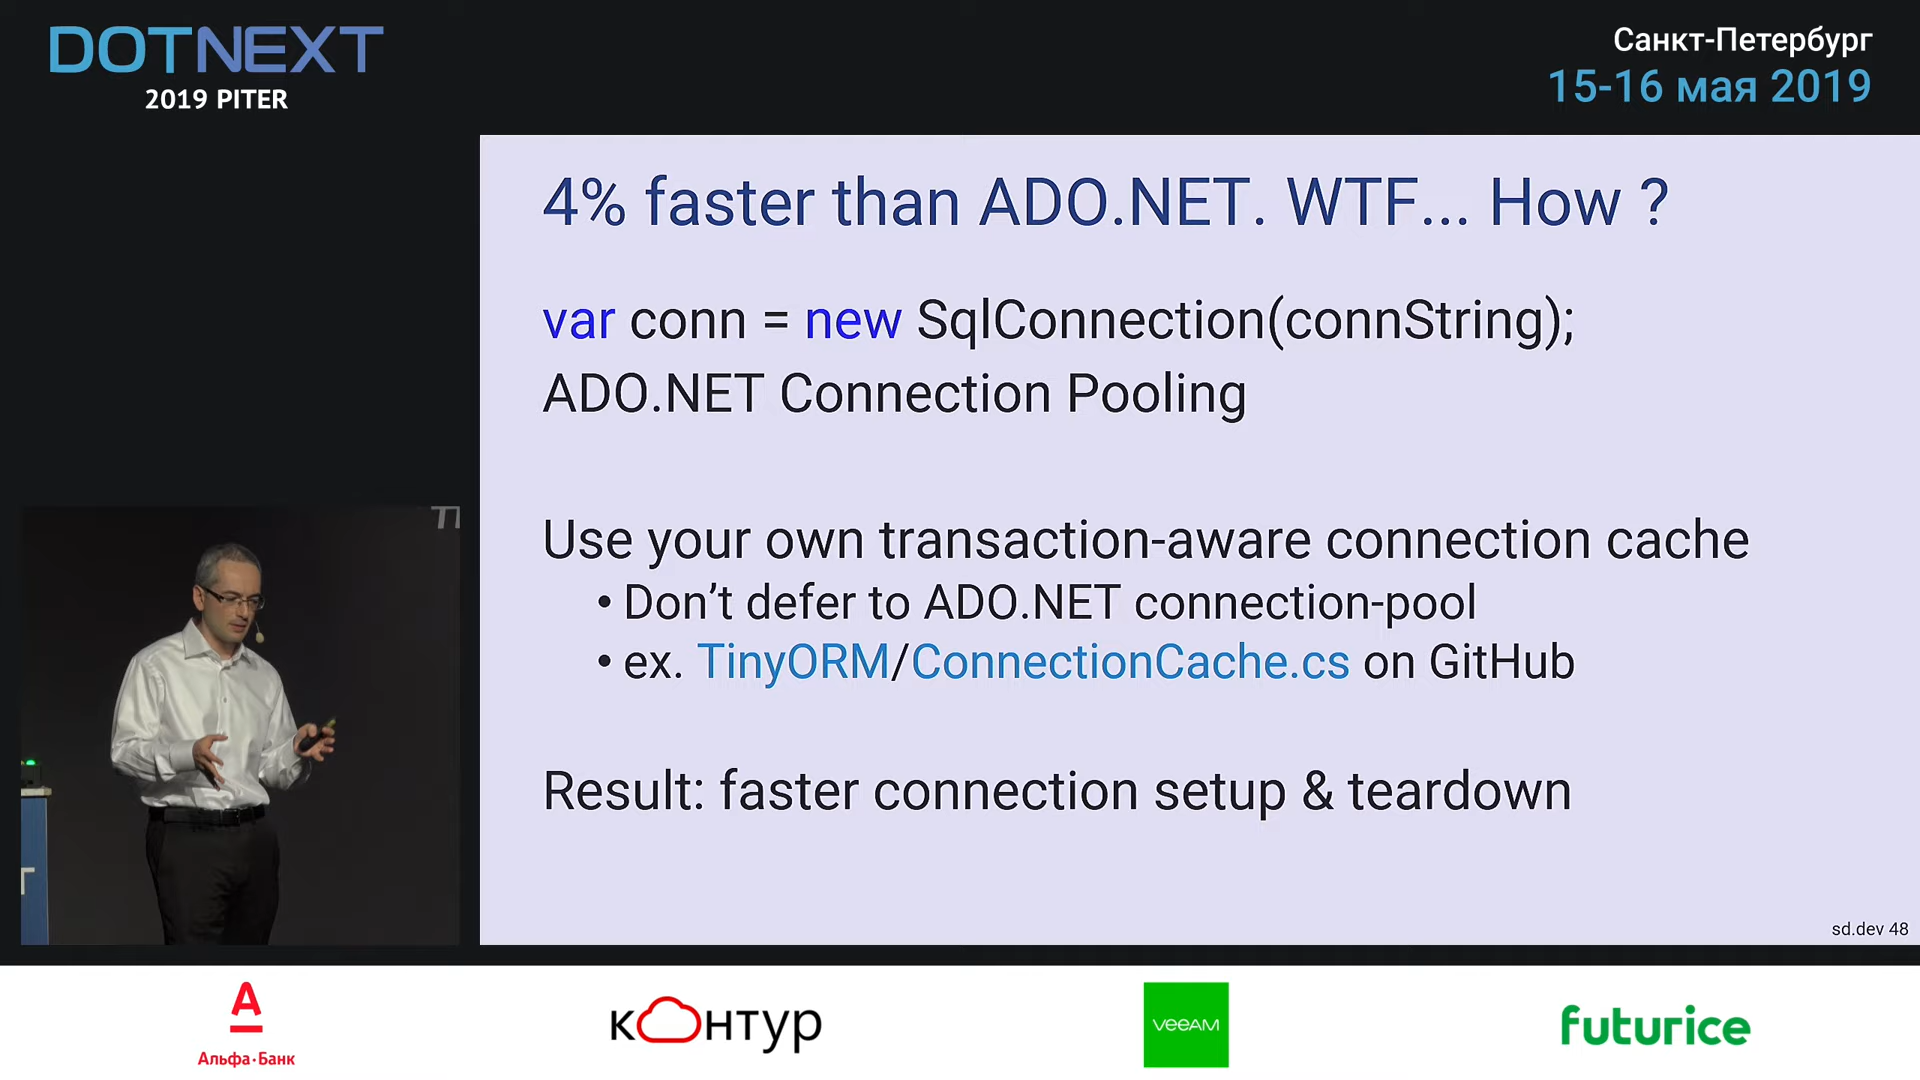 DOTNEXT
2019 PITER
Санкт-Петербург
15-16 мая 2019
4% faster than ADO.NET. WTF... How ?
var conn = new SqlConnection(connString);
ADO.NET Connection Pooling
Use your own transaction-aware connection cache
• Don’t defer to ADO.NET connection-pool
• ex. TinyORM/ConnectionCache.cs on GitHub
Result: faster connection setup & teardown
sd.dev 48
Альфа·Банк
контур
veeAM
futurice